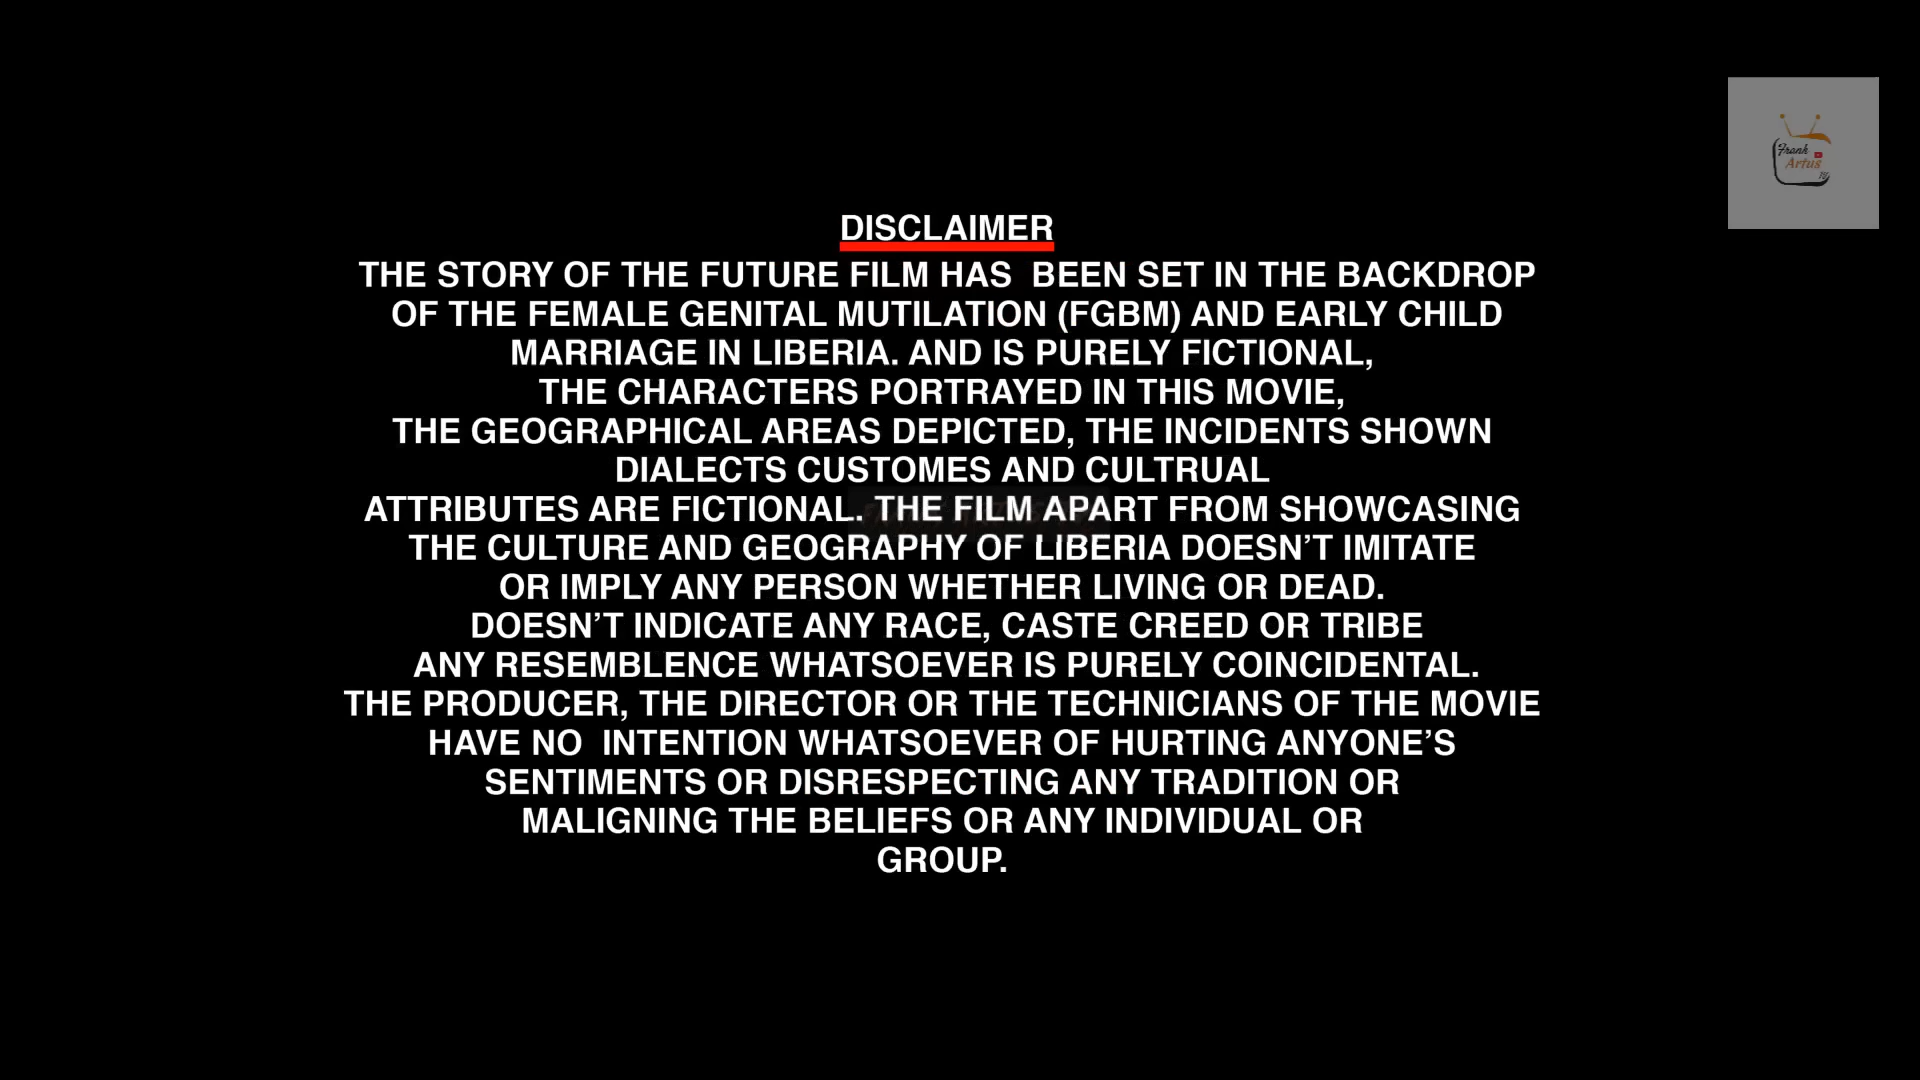 Frank
Artus
TV
DISCLAIMER
THE STORY OF THE FUTURE FILM HAS  BEEN SET IN THE BACKDROP
OF THE FEMALE GENITAL MUTILATION (FGBM) AND EARLY CHILD
MARRIAGE IN LIBERIA. AND IS PURELY FICTIONAL,
THE CHARACTERS PORTRAYED IN THIS MOVIE,
THE GEOGRAPHICAL AREAS DEPICTED, THE INCIDENTS SHOWN
DIALECTS CUSTOMES AND CULTRUAL
ATTRIBUTES ARE FICTIONAL. THE FILM APART FROM SHOWCASING
THE CULTURE AND GEOGRAPHY OF LIBERIA DOESN’T IMITATE
OR IMPLY ANY PERSON WHETHER LIVING OR DEAD.
DOESN’T INDICATE ANY RACE, CASTE CREED OR TRIBE
ANY RESEMBLENCE WHATSOEVER IS PURELY COINCIDENTAL.
THE PRODUCER, THE DIRECTOR OR THE TECHNICIANS OF THE MOVIE
HAVE NO  INTENTION WHATSOEVER OF HURTING ANYONE’S
SENTIMENTS OR DISRESPECTING ANY TRADITION OR
MALIGNING THE BELIEFS OR ANY INDIVIDUAL OR
GROUP.